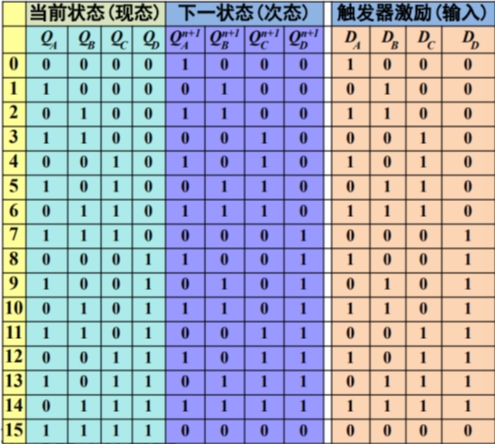 当前状态(现态) 下一状态(次态) 触发器激励(输入)
Q_A Q_B Q_C Q_D Q_A^{n+1} Q_B^{n+1} Q_C^{n+1} Q_D^{n+1} D_A D_B D_C D_D
0 0 0 0 0 1 0 0 0 1 0 0 0
1 1 0 0 0 0 1 0 0 0 1 0 0
2 0 1 0 0 1 1 0 0 1 1 0 0
3 1 1 0 0 0 0 1 0 0 0 1 0
4 0 0 1 0 1 0 1 0 1 0 1 0
5 1 0 1 0 0 1 1 0 0 1 1 0
6 0 1 1 0 1 1 1 0 1 1 1 0
7 1 1 1 0 0 0 0 1 0 0 0 1
8 0 0 0 1 1 0 0 1 1 0 0 1
9 1 0 0 1 0 1 0 1 0 1 0 1
10 0 1 0 1 1 1 0 1 1 1 0 1
11 1 1 0 1 0 0 1 1 0 0 1 1
12 0 0 1 1 1 0 1 1 1 0 1 1
13 1 0 1 1 0 1 1 1 0 1 1 1
14 0 1 1 1 1 1 1 1 1 1 1 1
15 1 1 1 1 0 0 0 0 0 0 0 0